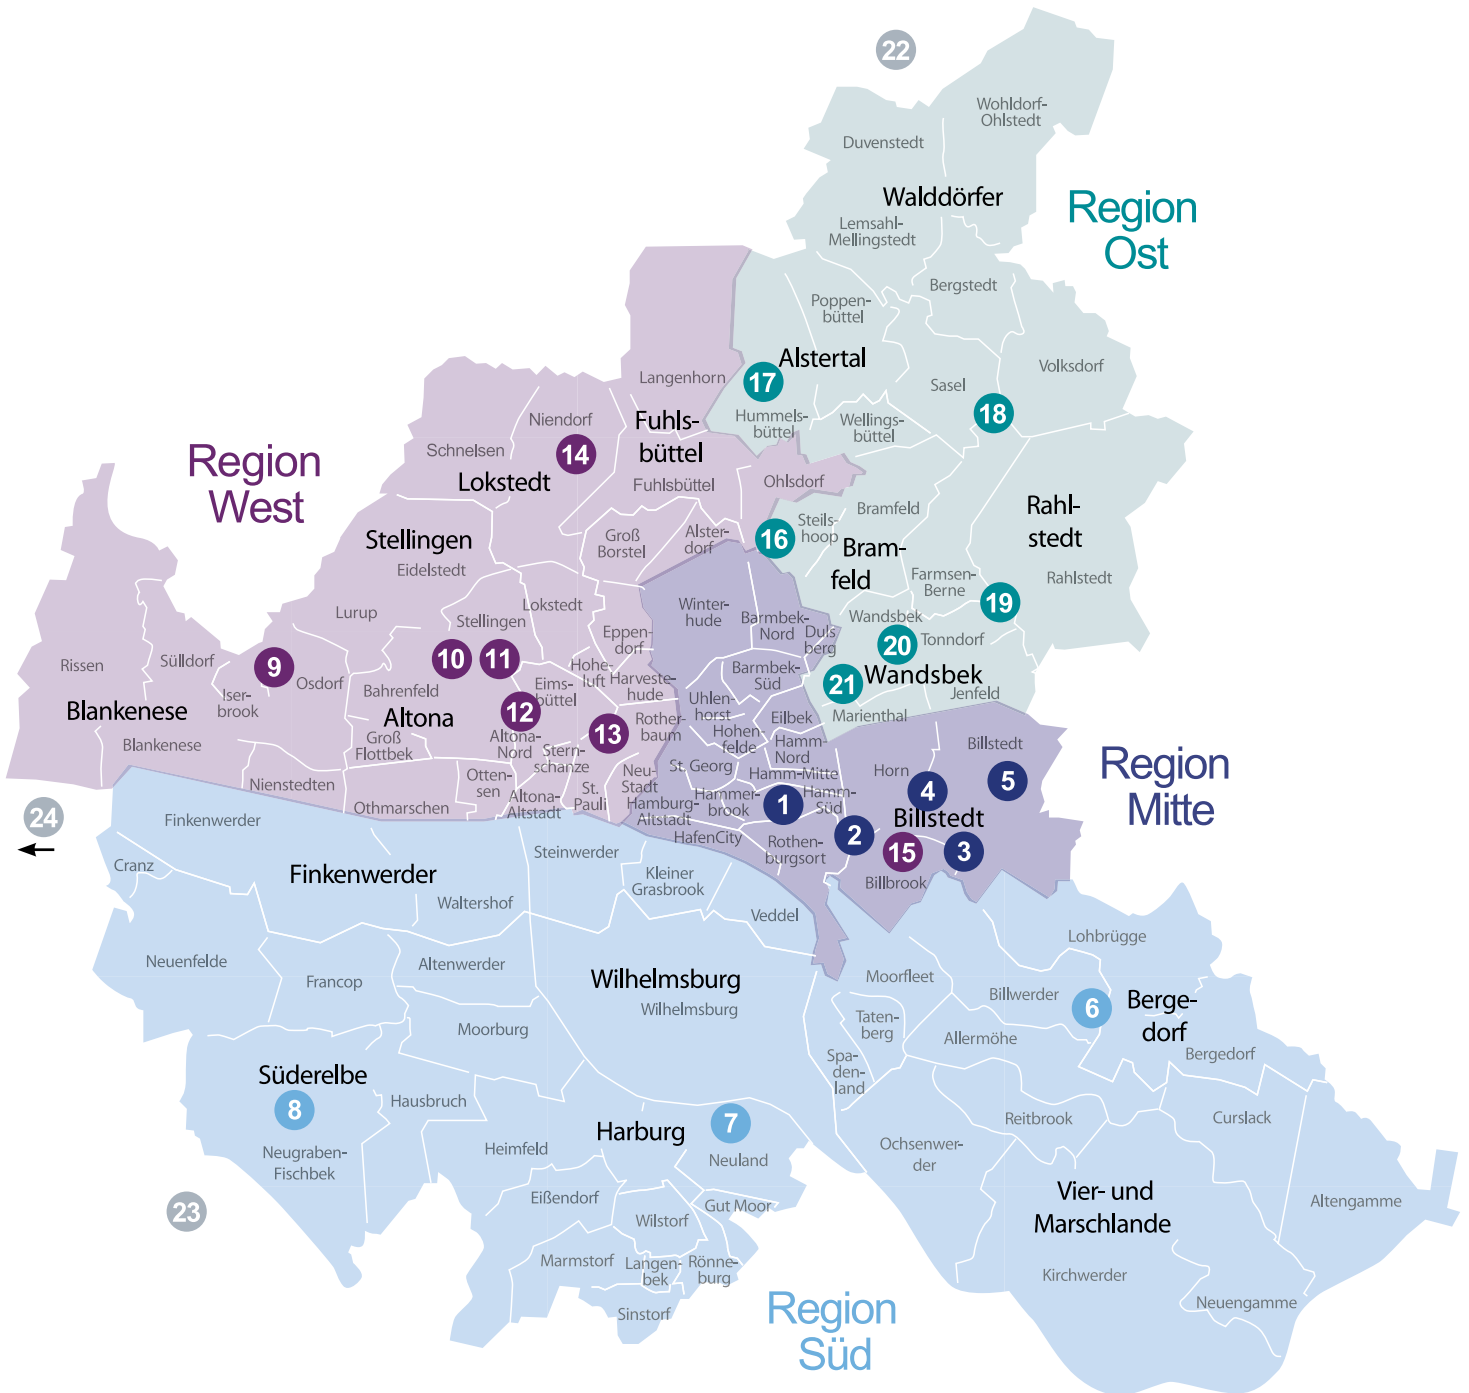 22
Wohldorf-
Ohlstedt
Duvenstedt
Walddörfer
Region
Ost
Lemsahl-
Mellingstedt
Bergstedt
Poppen-
büttel
Alstertal
Volksdorf
Langenhorn
17
Sasel
18
Hummels-
büttel
Wellings-
büttel
Niendorf
Fuhls-
büttel
Schnelsen
14
Region
West
Lokstedt
Fuhlsbüttel
Ohlsdorf
Rahl-
stedt
Bramfeld
Steils-
hoop
16
Stellingen
Groß
Borstel
Alster-
dorf
Bram-
feld
Eidelstedt
Farmsen-
Berne
Rahlstedt
19
Lurup
Lokstedt
Winter-
hude
Barmbek-
Nord
Duls
berg
Wandsbek
20
Tonndorf
Stellingen
Eppen-
dorf
10
11
Rissen
Sülldorf
9
Osdorf
Iser-
brook
Bahrenfeld
Eims-
büttel
Hohe-
luft
Harveste-
hude
Barmbek-
Süd
21
Wandsbek
Jenfeld
Marienthal
Blankenese
Blankenese
Altona
12
13
Rother-
baum
Uhlen-
horst
Eilbek
Hohen-
felde
Groß
Flottbek
Altona-
Nord
Stern-
schanze
Hamm-
Nord
Billstedt
Region
Mitte
Nienstedten
Othmarschen
Otten-
sen
Altona-
Altstadt
St.
Pauli
Neu-
Stadt
St. Georg
Hamm-Mitte
Horn
4
5
Hamburg-
Altstadt
Hammer-
brook
1
Hamm-
Süd
Billstedt
HafenCity
Rothen-
burgsort
2
15
3
Billbrook
24
Finkenwerder
Cranz
Finkenwerder
Steinwerder
Kleiner
Grasbrook
Waltershof
Veddel
Lohbrügge
Neuenfelde
Francop
Altenwerder
Wilhelmsburg
Wilhelmsburg
Moorfleet
Billwerder
6
Berge-
dorf
Moorburg
Taten-
berg
Allermöhe
Bergedorf
Spa-
den-
land
Süderelbe
8
Hausbruch
Reitbrook
Curslack
Harburg
7
Neuland
Heimfeld
Neugraben-
Fischbek
Ochsenwer-
der
23
Eißendorf
Gut Moor
Wilstorf
Vier- und
Marschlande
Altengamme
Marmstorf
Langen-
bek
Rönne-
burg
Kirchwerder
Sinstorf
Neuengamme
Region
Süd